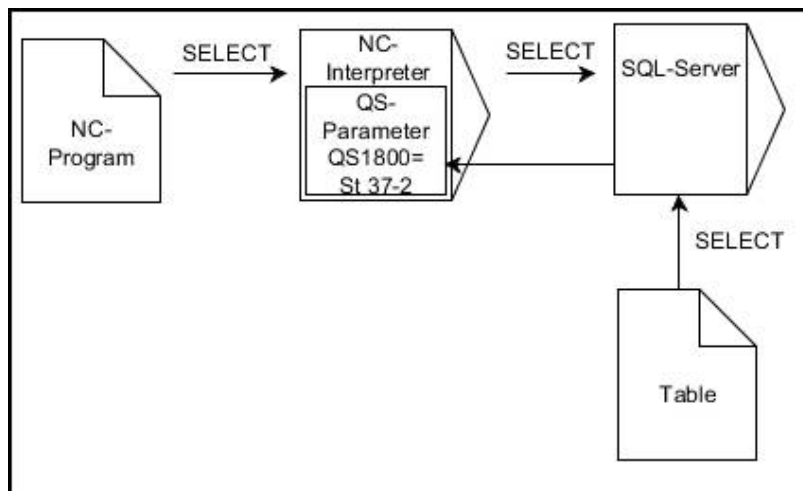 NC-
Program
SELECT
NC-
Interpreter
QS-
Parameter
QS1800=
St 37-2
SELECT
SQL-Server
SELECT
Table